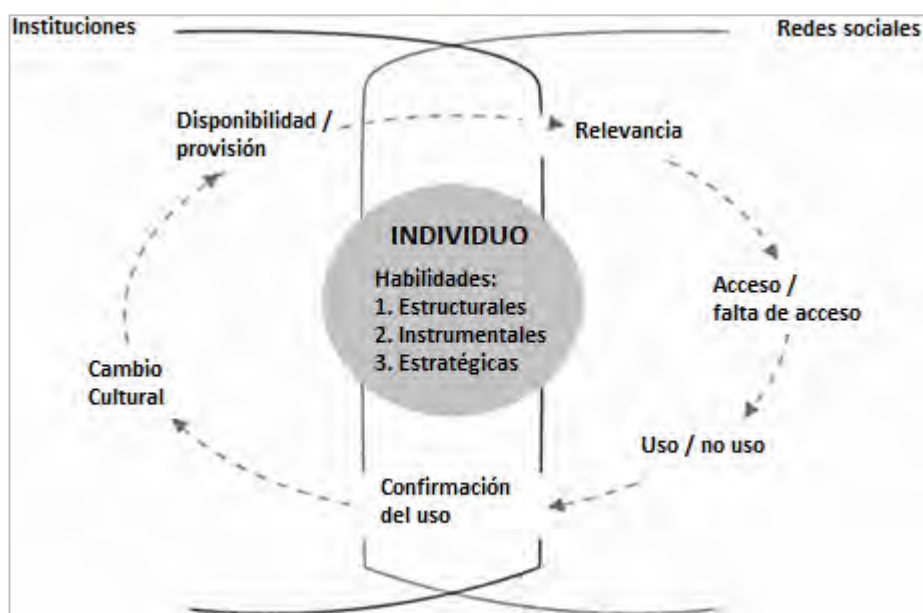 Instituciones
Redes sociales
Disponibilidad /
provisión
Relevancia
INDIVIDUO
Habilidades:
1. Estructurales
2. Instrumentales
3. Estratégicas
Acceso /
falta de acceso
Cambio
Cultural
Uso / no uso
Confirmación
del uso